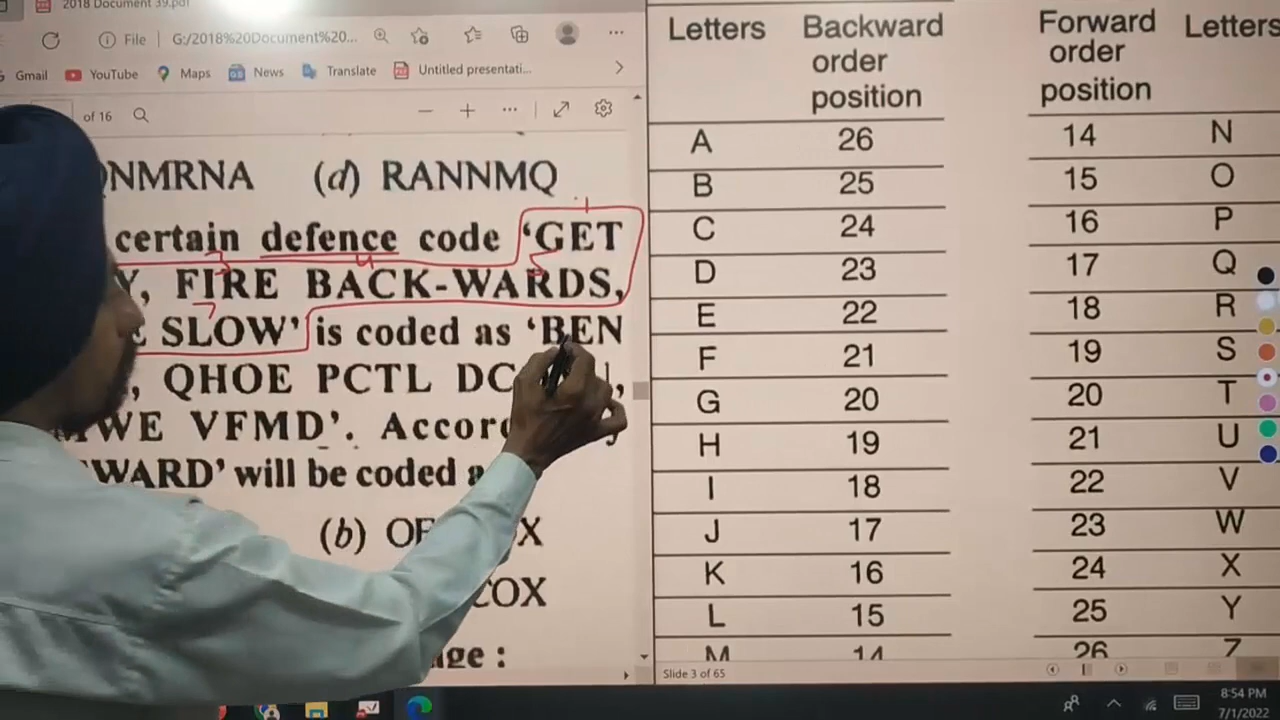 2018 Document 39.pdf
File G:/2018%20Document%20...
Gmail YouTube Maps News Translate Untitled presentati...
of 16
QNMRNA (d) RANNMQ
certain defence code ‘GET
Y, FIRE BACK-WARDS,
SLOW’ is coded as ‘BEN
, QHOE PCTL DC
WE VFMD’. Accor
WARD’ will be coded a
(b) OF X
COX
ge :
Letters Backward order position
A 26
B 25
C 24
D 23
E 22
F 21
G 20
H 19
I 18
J 17
K 16
L 15
M 14
Forward order position Letters
14 N
15 O
16 P
17 Q
18 R
19 S
20 T
21 U
22 V
23 W
24 X
25 Y
26 Z
Slide 3 of 65
8:54 PM
7/1/2022